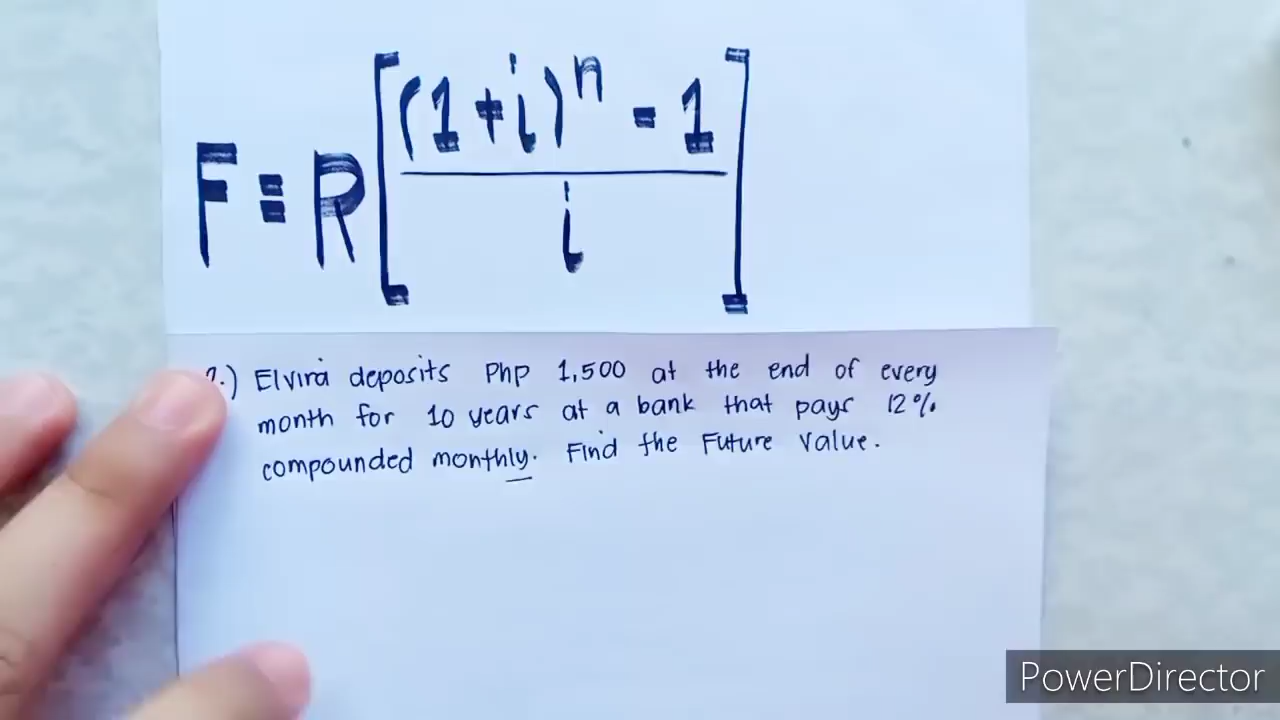 F = R [ (1+i)^n - 1 / i ]
2.) Elvira deposits Php 1,500 at the end of every
month for 10 years at a bank that pays 12%
compounded monthly. Find the Future Value.
PowerDirector